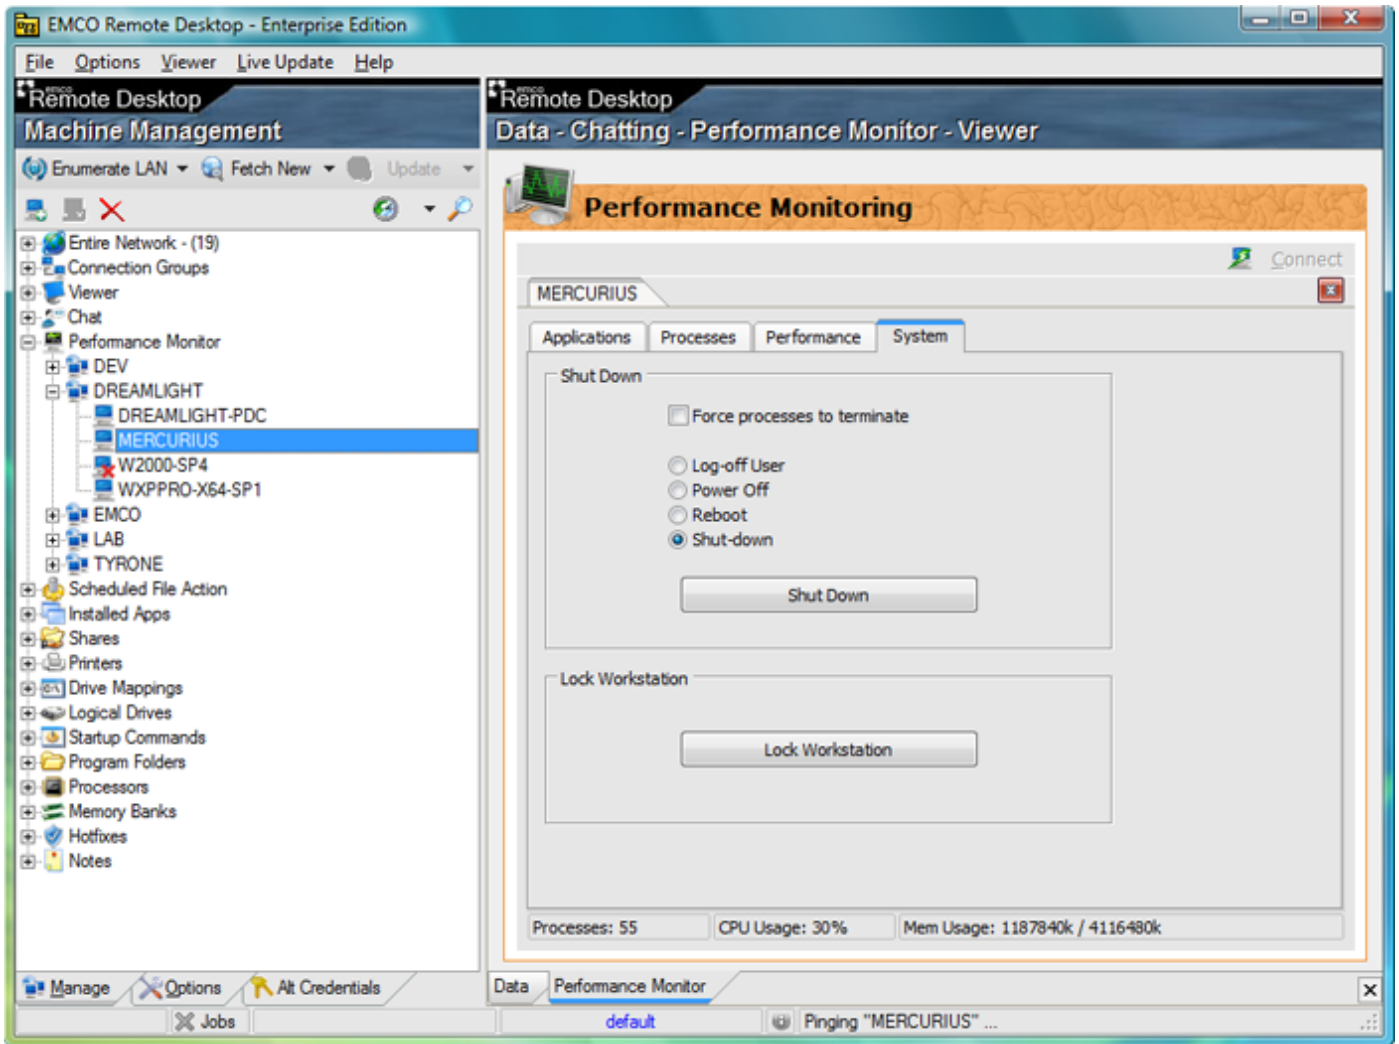 EMCO Remote Desktop - Enterprise Edition
File Options Viewer Live Update Help
emco
Remote Desktop
Machine Management
Enumerate LAN Fetch New Update
Entire Network - (19)
Connection Groups
Viewer
Chat
Performance Monitor
DEV
DREAMLIGHT
DREAMLIGHT-PDC
MERCURIUS
W2000-SP4
WXPPRO-X64-SP1
EMCO
LAB
TYRONE
Scheduled File Action
Installed Apps
Shares
Printers
Drive Mappings
Logical Drives
Startup Commands
Program Folders
Processors
Memory Banks
Hotfixes
Notes
Manage Options Alt Credentials
Jobs
emco
Remote Desktop
Data - Chatting - Performance Monitor - Viewer
Performance Monitoring
Connect
MERCURIUS
Applications Processes Performance System
Shut Down
Force processes to terminate
Log-off User
Power Off
Reboot
Shut-down
Shut Down
Lock Workstation
Lock Workstation
Processes: 55 CPU Usage: 30% Mem Usage: 1187840k / 4116480k
Data Performance Monitor
default Pinging "MERCURIUS" ...